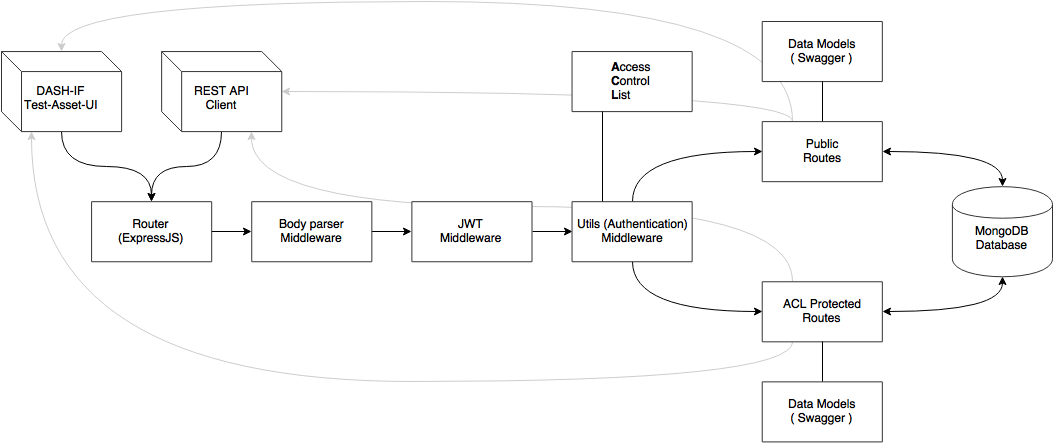 Data Models
( Swagger )
DASH-IF
Test-Asset-UI
REST API
Client
Access
Control
List
Public
Routes
Router
(ExpressJS)
Body parser
Middleware
JWT
Middleware
Utils (Authentication)
Middleware
MongoDB
Database
ACL Protected
Routes
Data Models
( Swagger )